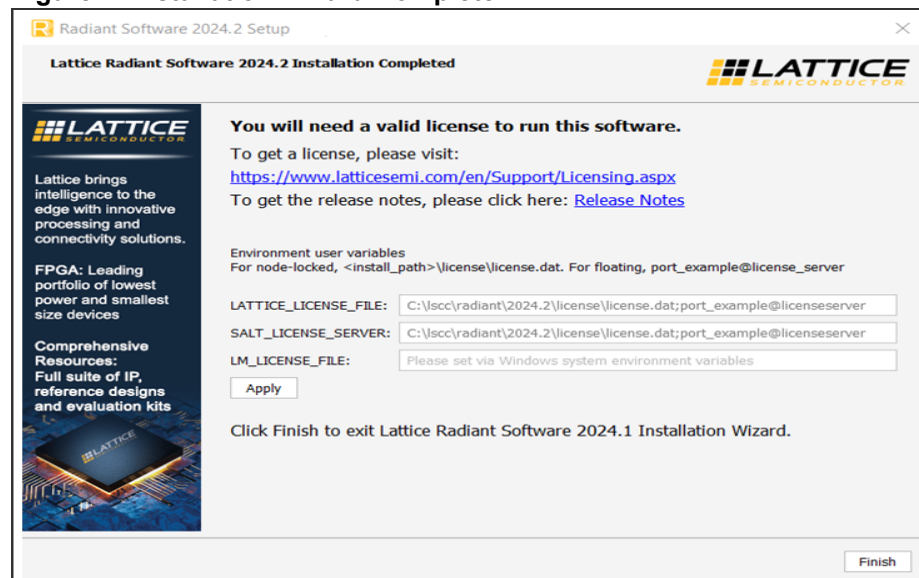 Radiant Software 2024.2 Setup
Lattice Radiant Software 2024.2 Installation Completed
LATTICE
SEMICONDUCTOR
LATTICE
SEMICONDUCTOR
Lattice brings
intelligence to the
edge with innovative
processing and
connectivity solutions.
FPGA: Leading
portfolio of lowest
power and smallest
size devices
Comprehensive
Resources:
Full suite of IP,
reference designs
and evaluation kits
LATTICE
You will need a valid license to run this software.
To get a license, please visit:
https://www.latticesemi.com/en/Support/Licensing.aspx
To get the release notes, please click here: Release Notes
Environment user variables
For node-locked, <install_path>\license\license.dat. For floating, port_example@license_server
LATTICE_LICENSE_FILE: C:\lscc\radiant\2024.2\license\license.dat;port_example@licenseserver
SALT_LICENSE_SERVER: C:\lscc\radiant\2024.2\license\license.dat;port_example@licenseserver
LM_LICENSE_FILE: Please set via Windows system environment variables
Apply
Click Finish to exit Lattice Radiant Software 2024.1 Installation Wizard.
Finish